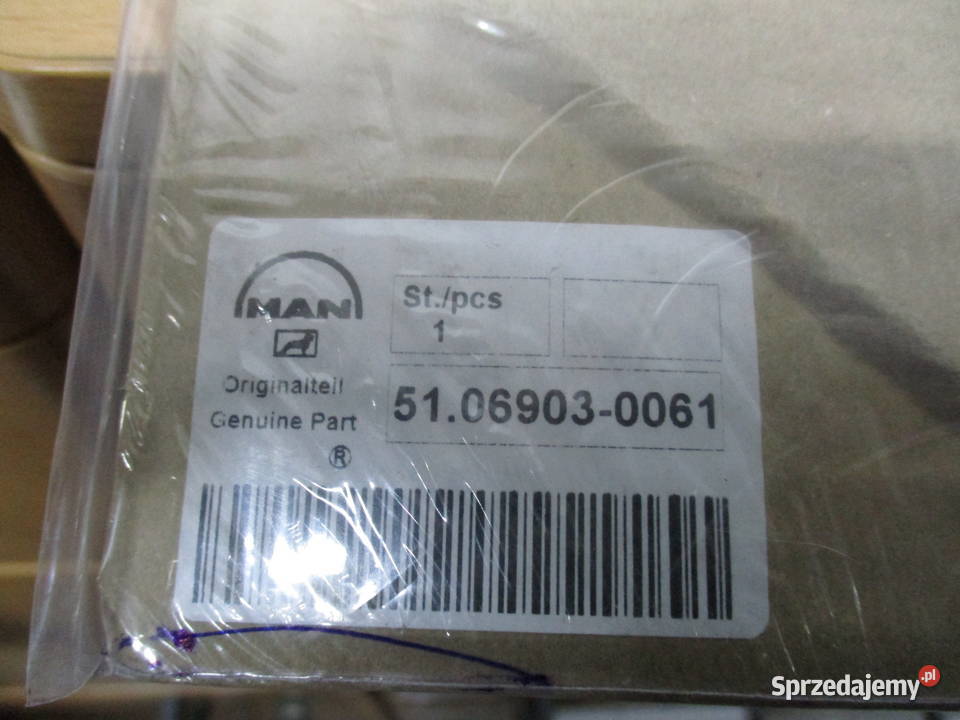 MAN
St./pcs
1
Originalteil
Genuine Part
®
51.06903-0061
Sprzedajemy.pl